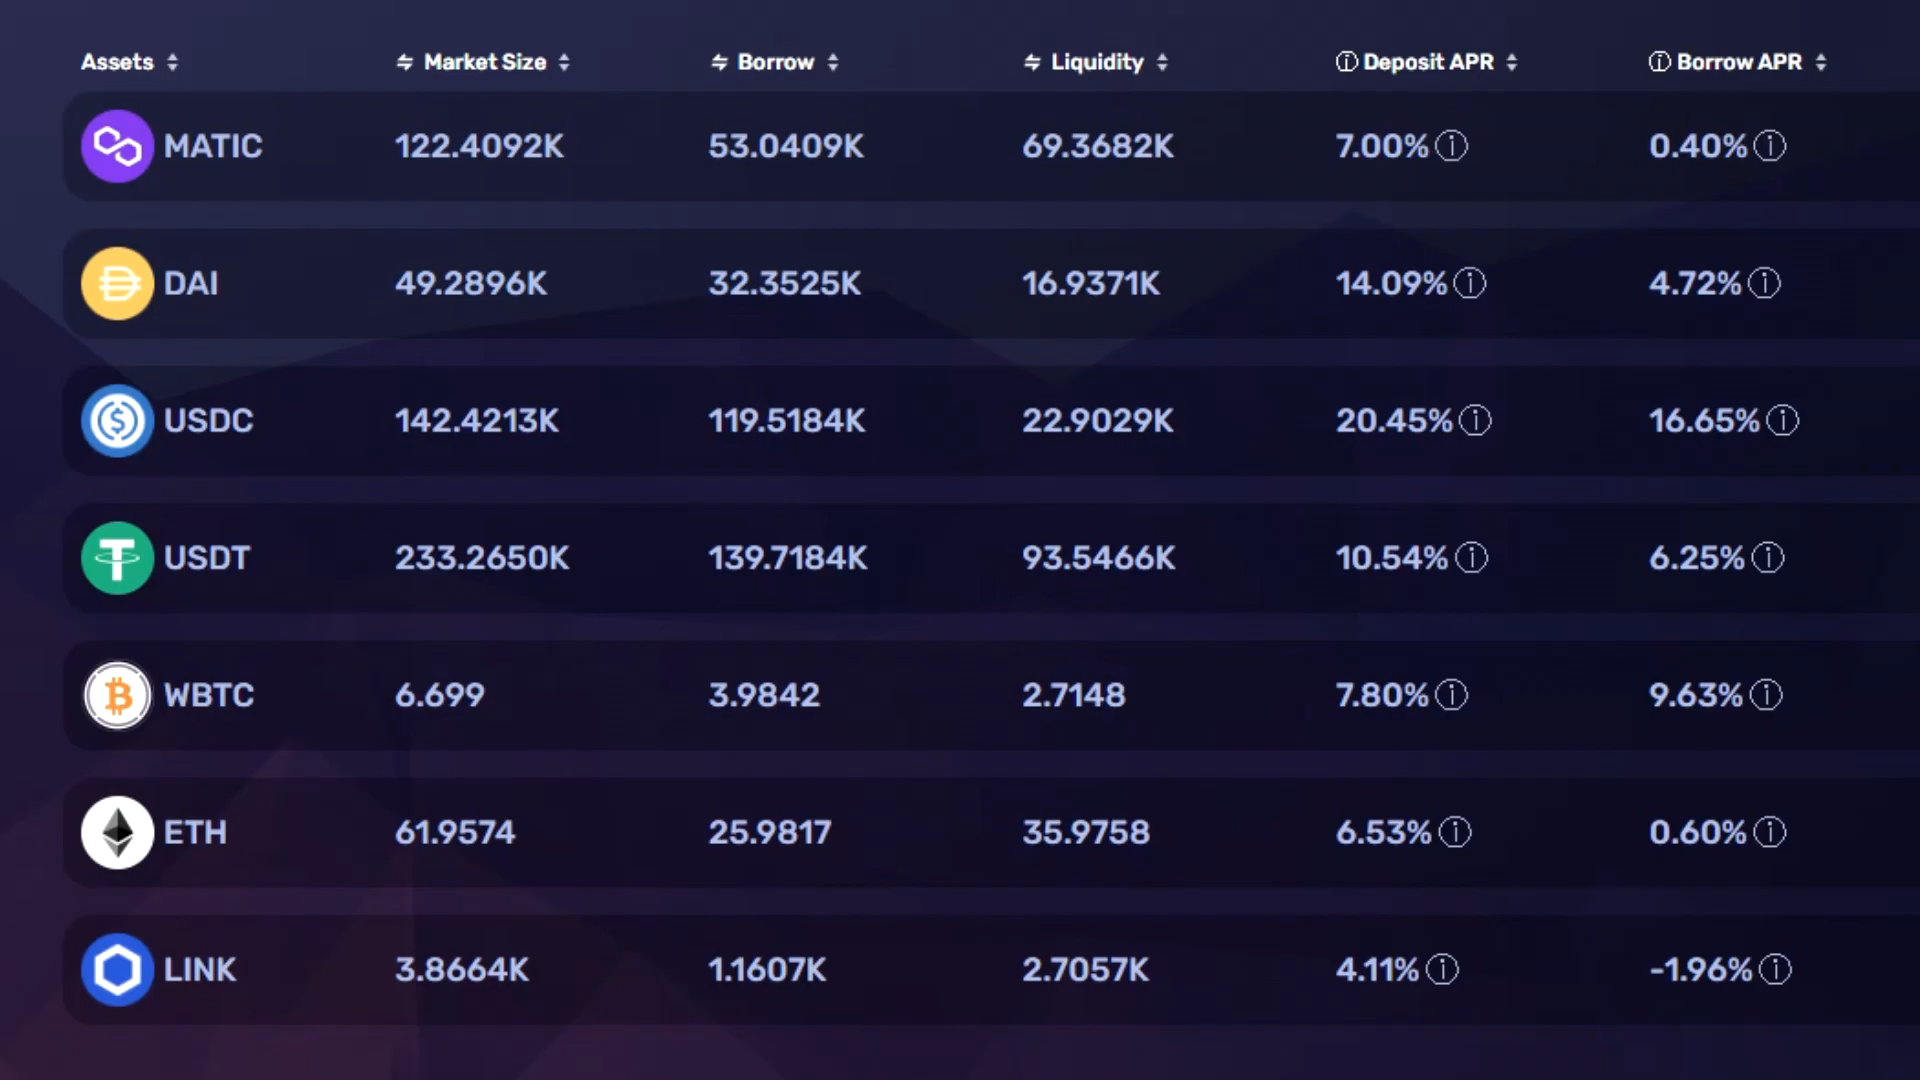 Assets Market Size Borrow Liquidity Deposit APR Borrow APR
MATIC 122.4092K 53.0409K 69.3682K 7.00% 0.40%
DAI 49.2896K 32.3525K 16.9371K 14.09% 4.72%
USDC 142.4213K 119.5184K 22.9029K 20.45% 16.65%
USDT 233.2650K 139.7184K 93.5466K 10.54% 6.25%
WBTC 6.699 3.9842 2.7148 7.80% 9.63%
ETH 61.9574 25.9817 35.9758 6.53% 0.60%
LINK 3.8664K 1.1607K 2.7057K 4.11% -1.96%